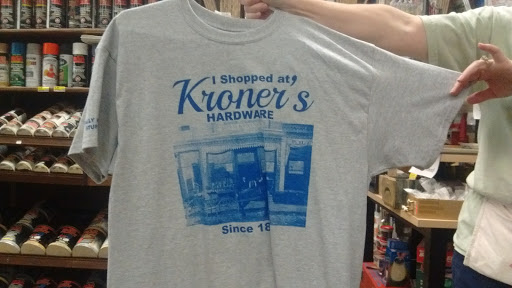 I Shopped at
Kroner's
HARDWARE
Since 18